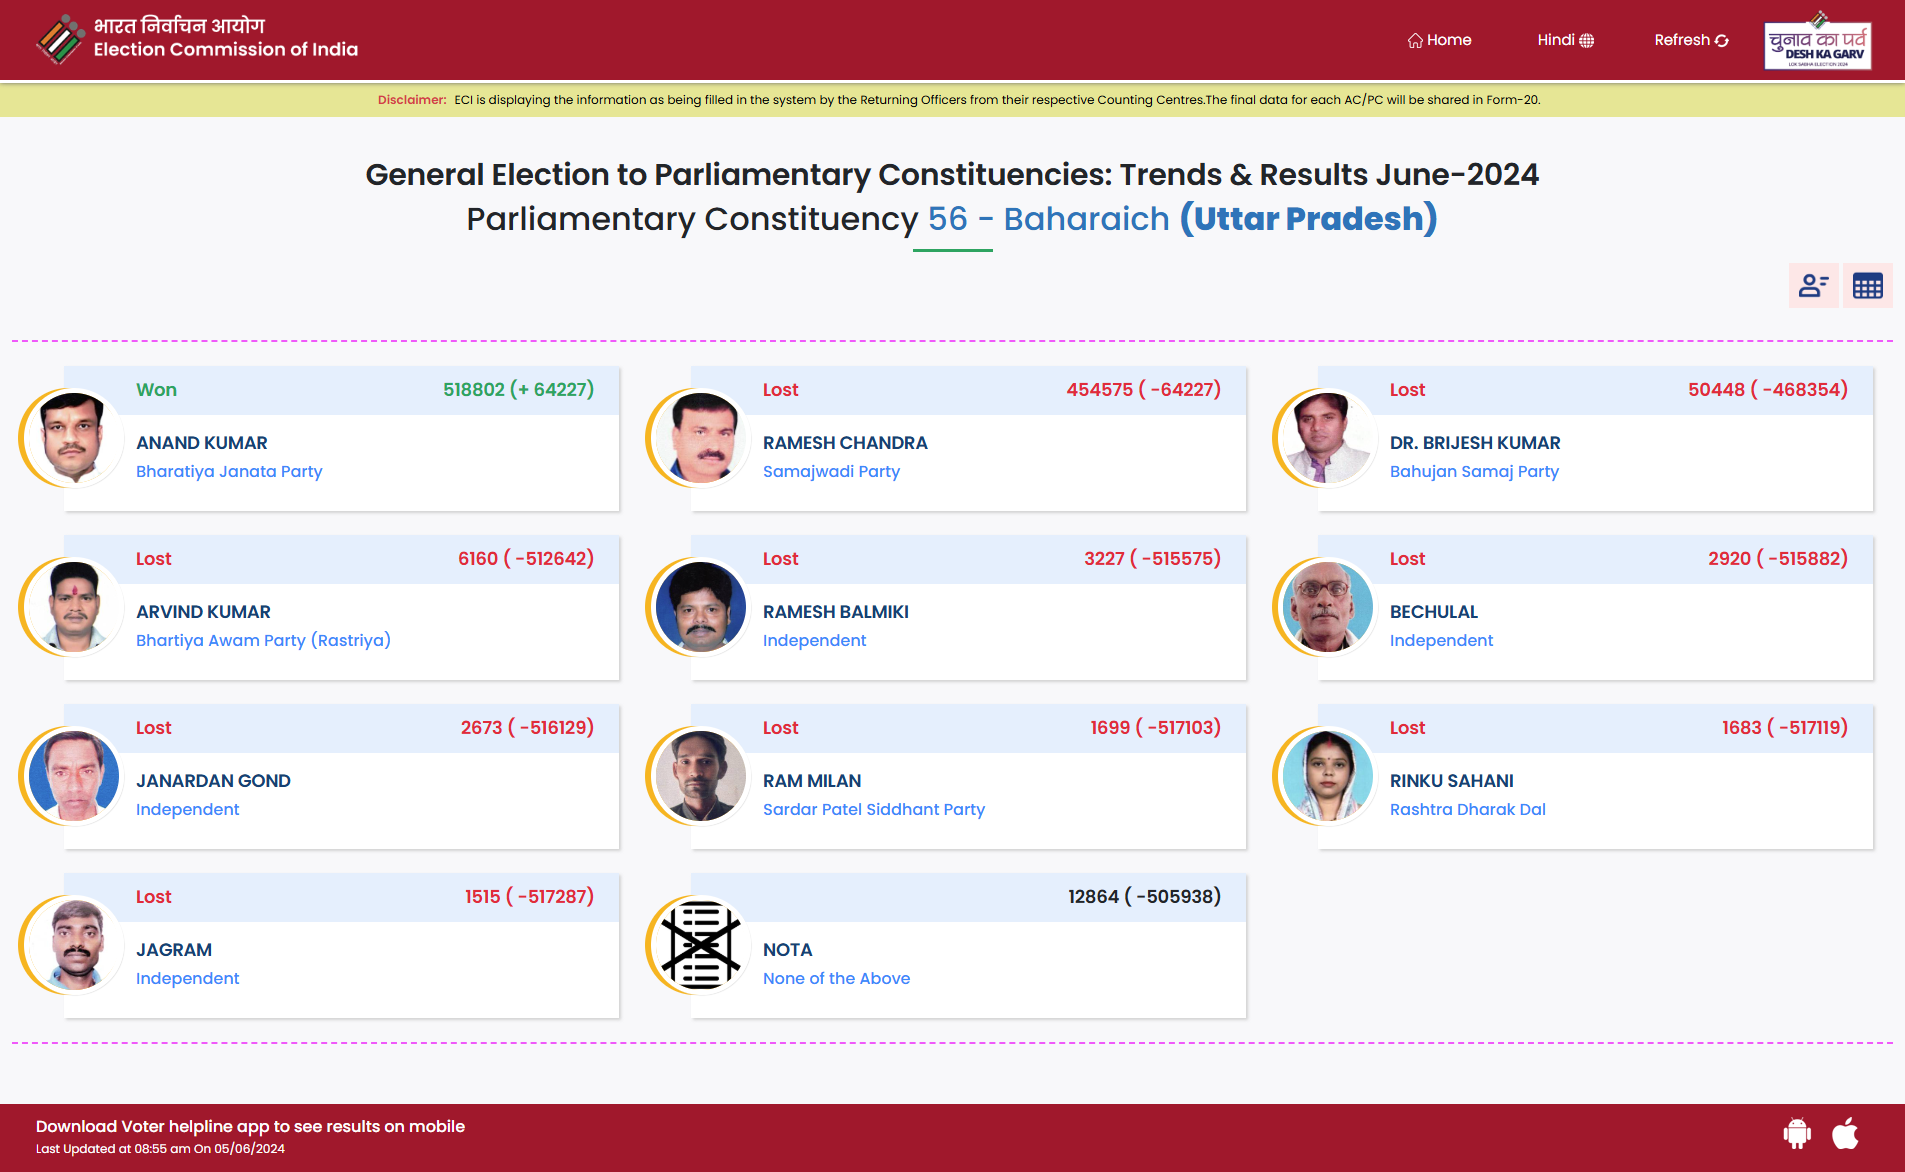 भारत निर्वाचन आयोग
Election Commission of India
Home
Hindi
Refresh
चुनाव का पर्व
DESH KA GARV
LOK SABHA ELECTION 2024
Disclaimer: ECI is displaying the information as being filled in the system by the Returning Officers from their respective Counting Centres.The final data for each AC/PC will be shared in Form-20.
General Election to Parliamentary Constituencies: Trends & Results June-2024
Parliamentary Constituency 56 - Baharaich (Uttar Pradesh)
Won 518802 (+ 64227)
ANAND KUMAR
Bharatiya Janata Party
Lost 454575 ( -64227)
RAMESH CHANDRA
Samajwadi Party
Lost 50448 ( -468354)
DR. BRIJESH KUMAR
Bahujan Samaj Party
Lost 6160 ( -512642)
ARVIND KUMAR
Bhartiya Awam Party (Rastriya)
Lost 3227 ( -515575)
RAMESH BALMIKI
Independent
Lost 2920 ( -515882)
BECHULAL
Independent
Lost 2673 ( -516129)
JANARDAN GOND
Independent
Lost 1699 ( -517103)
RAM MILAN
Sardar Patel Siddhant Party
Lost 1683 ( -517119)
RINKU SAHANI
Rashtra Dharak Dal
Lost 1515 ( -517287)
JAGRAM
Independent
12864 ( -505938)
NOTA
None of the Above
Download Voter helpline app to see results on mobile
Last Updated at 08:55 am On 05/06/2024